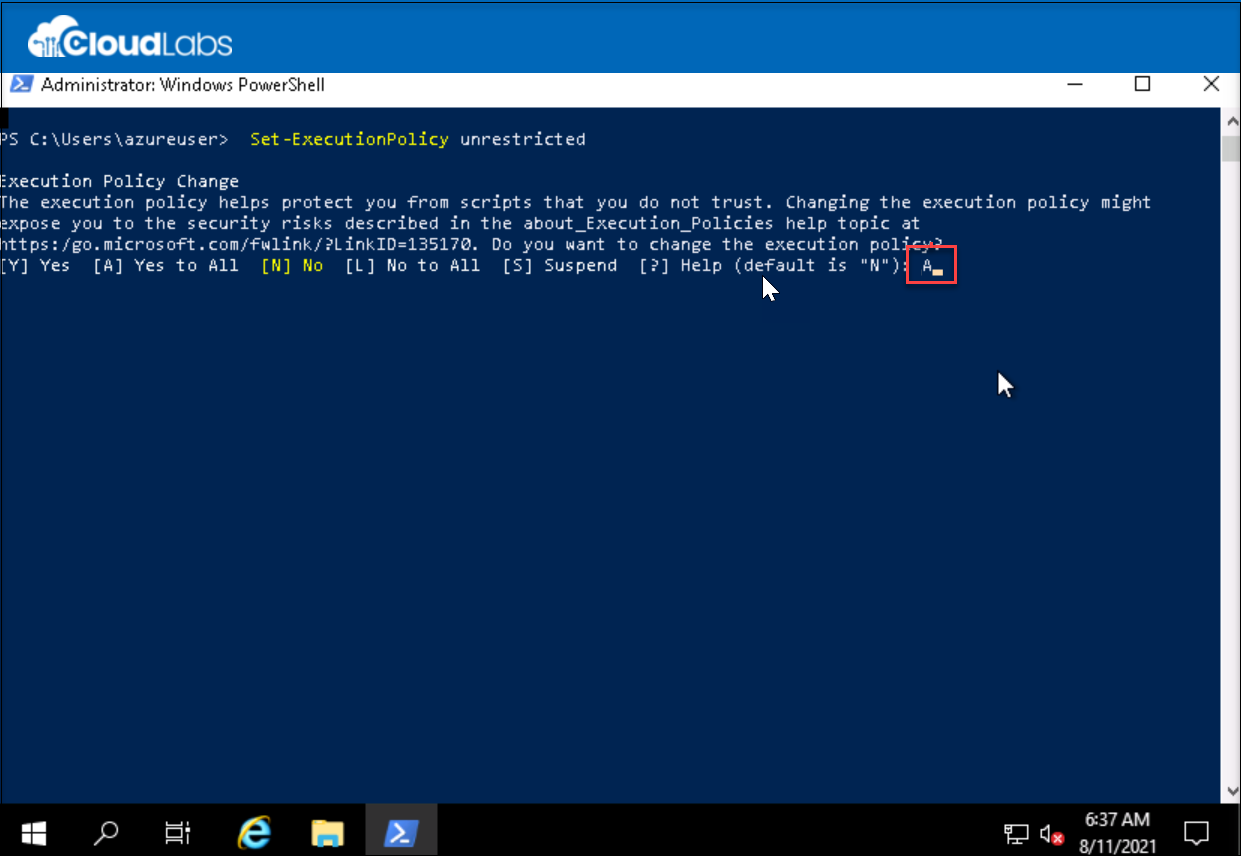 CloudLabs
Administrator: Windows PowerShell
PS C:\Users\azureuser>  Set-ExecutionPolicy unrestricted
Execution Policy Change
The execution policy helps protect you from scripts that you do not trust. Changing the execution policy might
expose you to the security risks described in the about_Execution_Policies help topic at
https:/go.microsoft.com/fwlink/?LinkID=135170. Do you want to change the execution policy?
[Y] Yes  [A] Yes to All  [N] No  [L] No to All  [S] Suspend  [?] Help (default is "N"): A
6:37 AM
8/11/2021